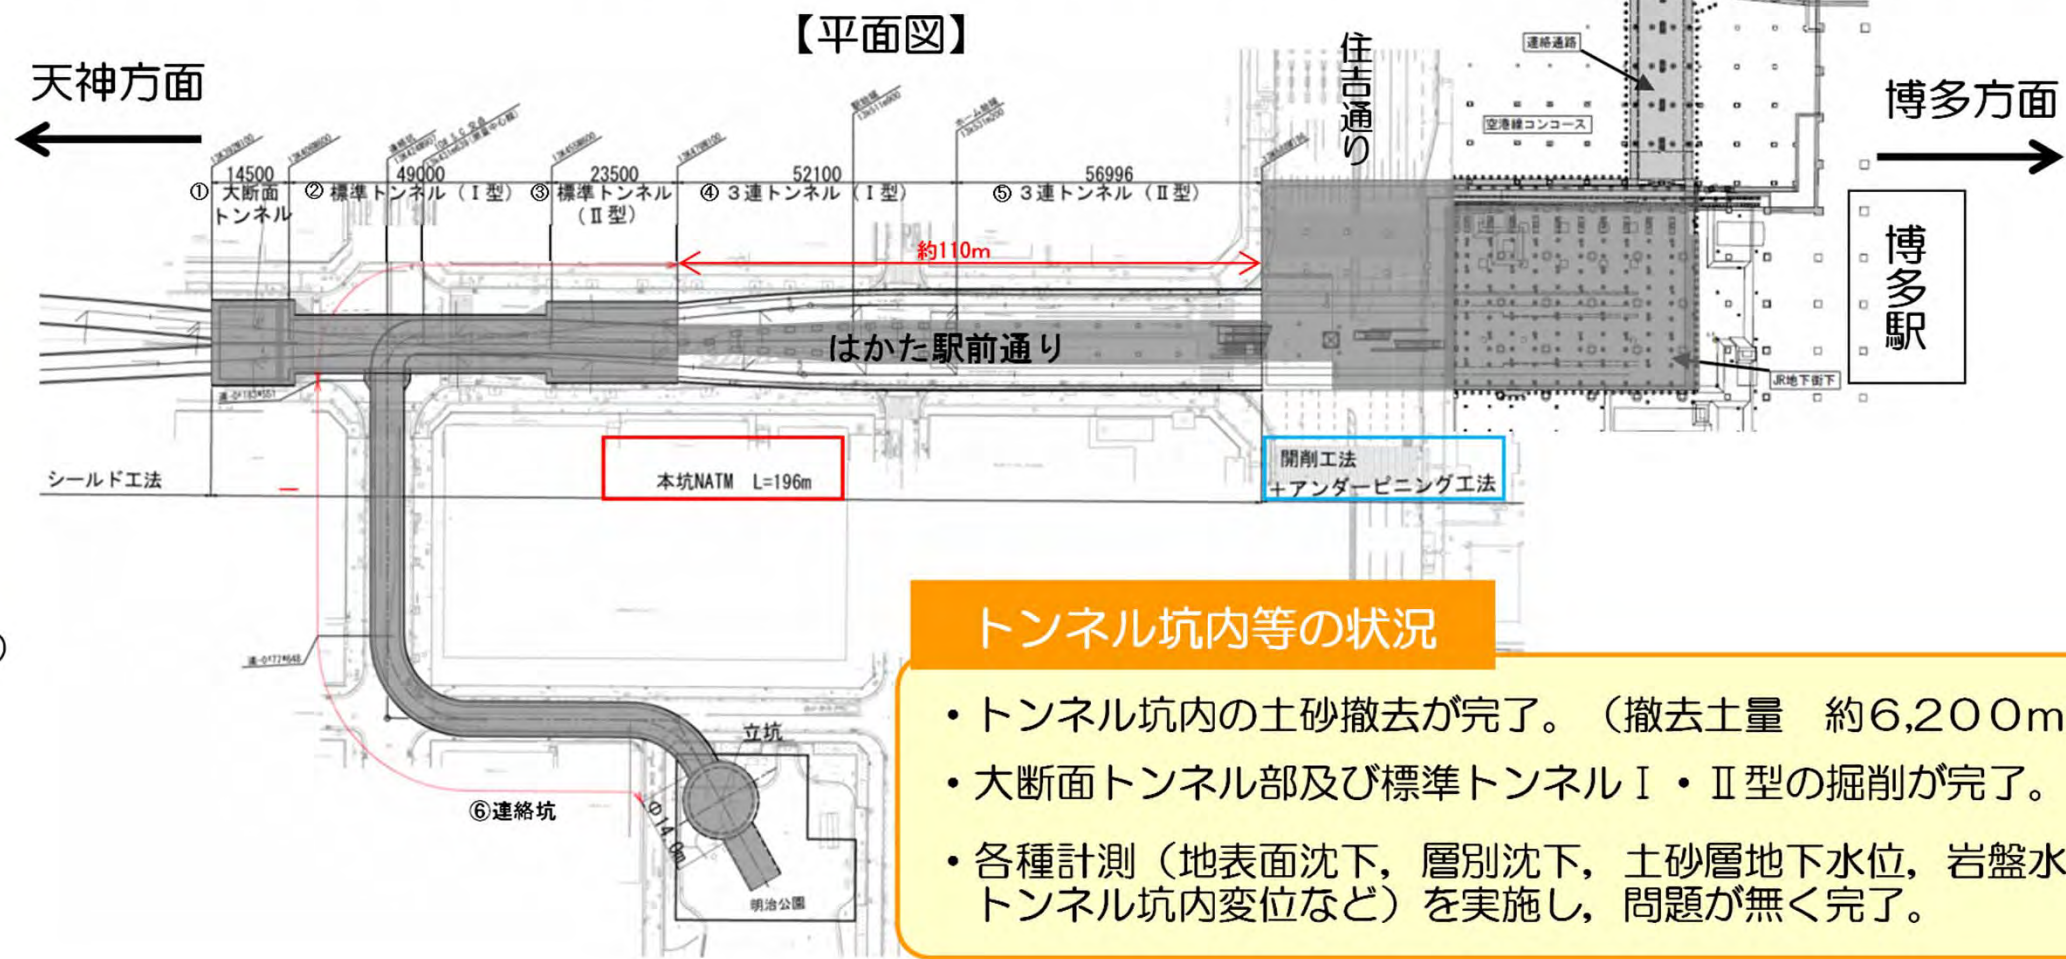 【平面図】
天神方面
住吉通り
連絡通路
空港線コンコース
博多方面
14500
49000
23500
52100
56996
① 大断面
トンネル
② 標準トンネル（Ⅰ型）
③ 標準トンネル
（Ⅱ型）
④ 3連トンネル（Ⅰ型）
⑤ 3連トンネル（Ⅱ型）
約110m
はかた駅前通り
博多駅
JR地下街下
シールド工法
本坑NATM L=196m
開削工法
＋アンダーピニング工法
立坑
Φ14.0m
⑥連絡坑
明治公園
トンネル坑内等の状況
・トンネル坑内の土砂撤去が完了。（撤去土量 約6,200m
・大断面トンネル部及び標準トンネルⅠ・Ⅱ型の掘削が完了。
・各種計測（地表面沈下，層別沈下，土砂層地下水位，岩盤水
トンネル坑内変位など）を実施し，問題が無く完了。